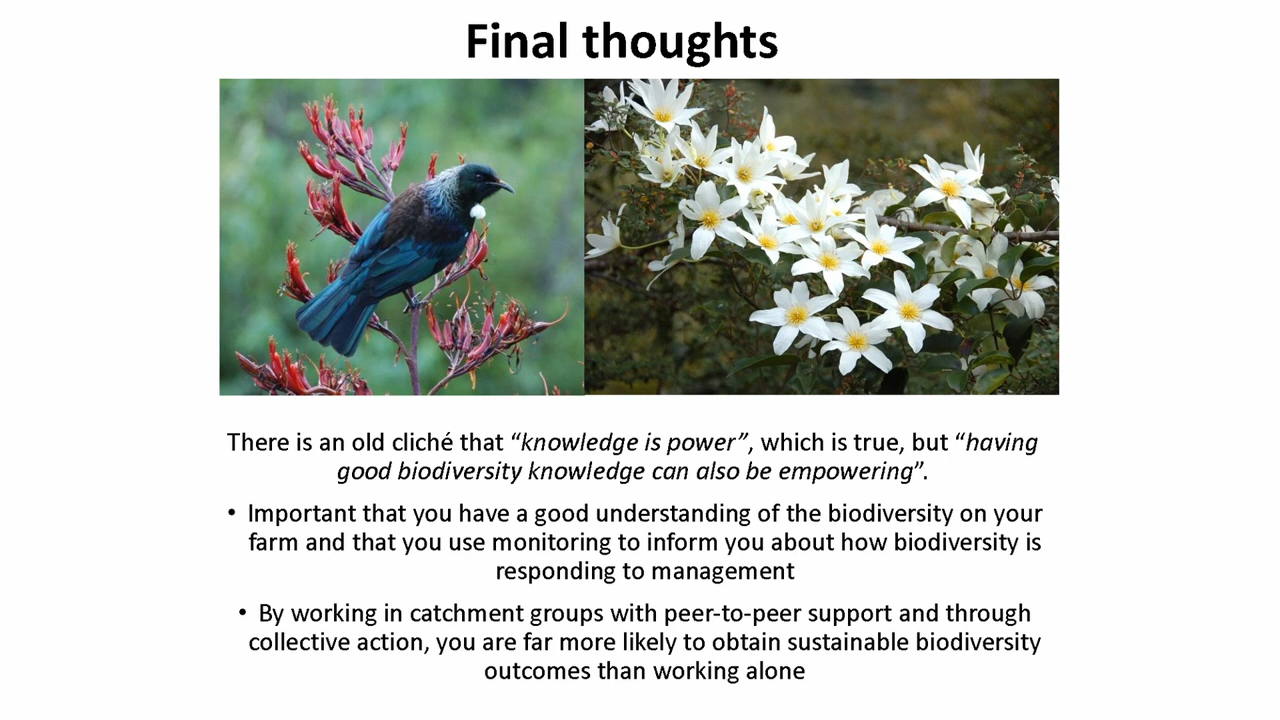 Final thoughts
There is an old cliché that “knowledge is power”, which is true, but “having
good biodiversity knowledge can also be empowering”.
• Important that you have a good understanding of the biodiversity on your
farm and that you use monitoring to inform you about how biodiversity is
responding to management
• By working in catchment groups with peer-to-peer support and through
collective action, you are far more likely to obtain sustainable biodiversity
outcomes than working alone